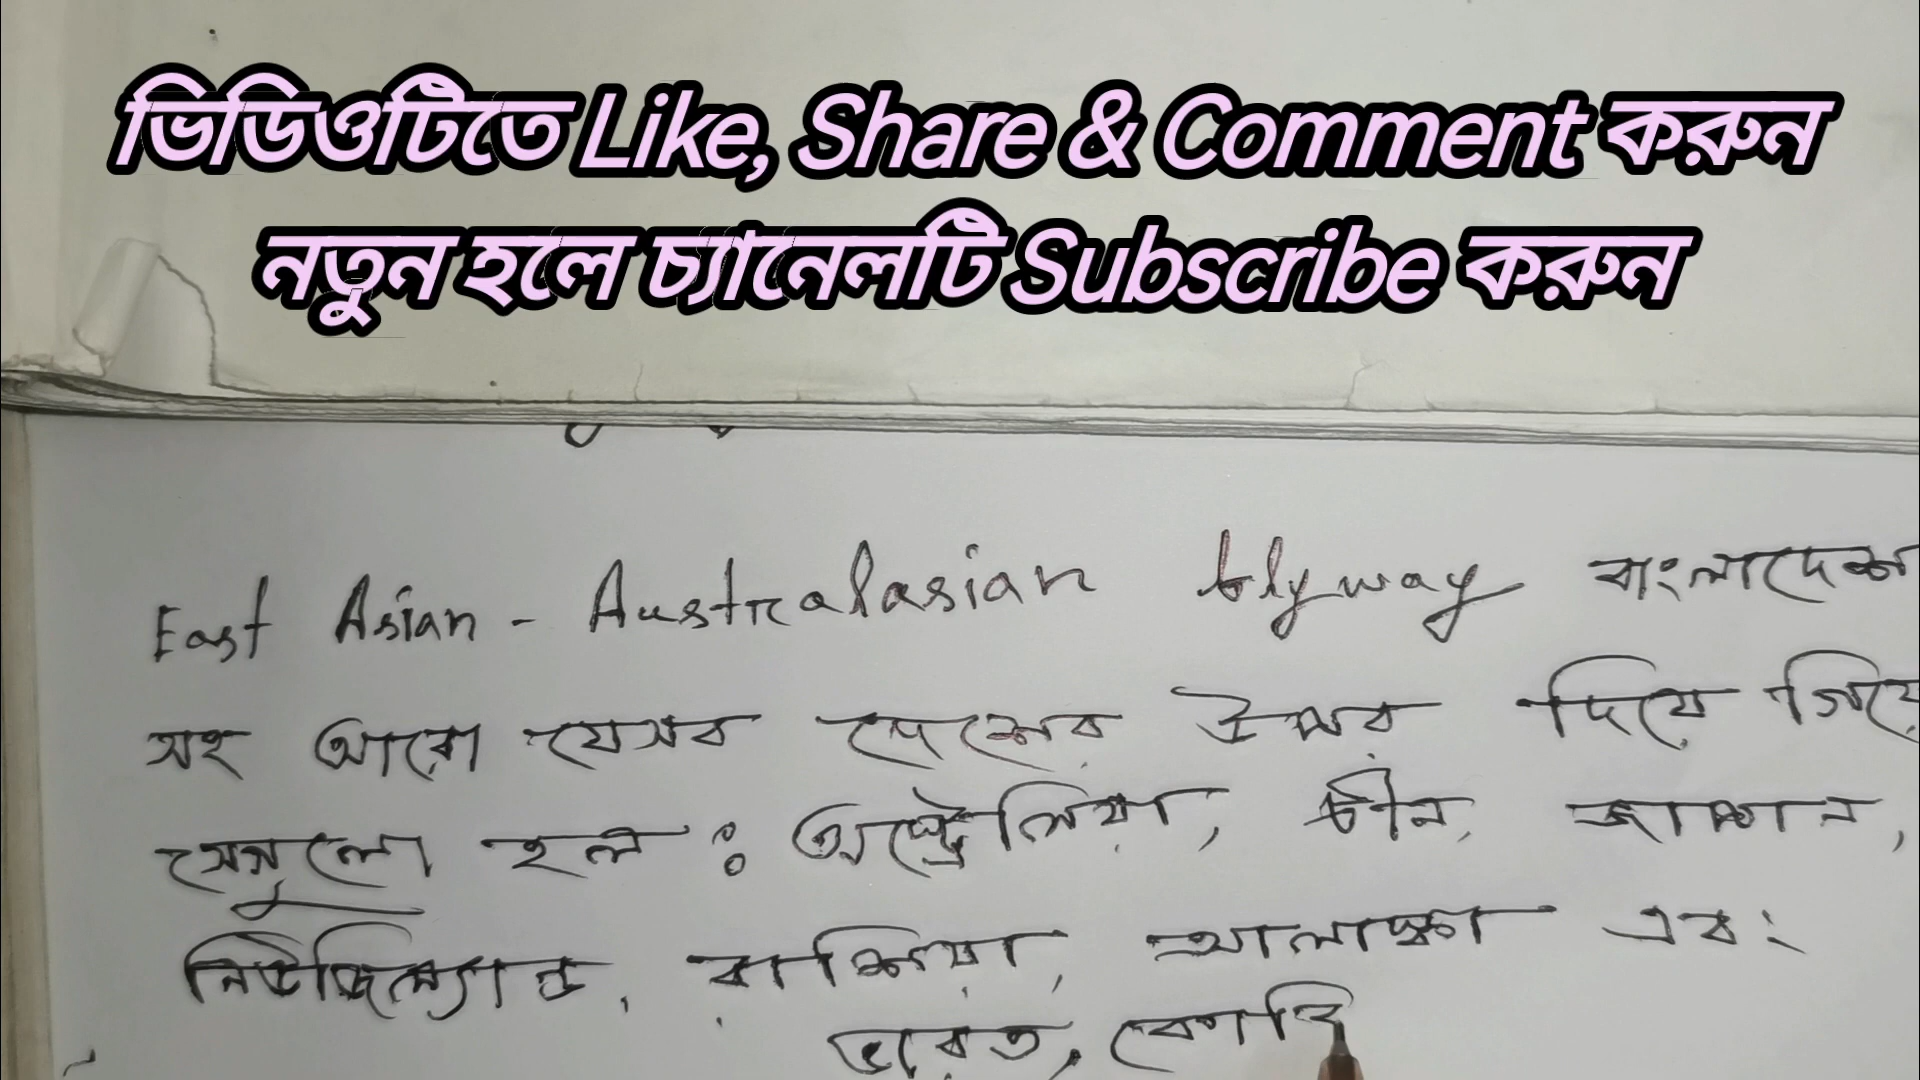 ভিডিওটিতে Like, Share & Comment করুন
নতুন হলে চ্যানেলটি Subscribe করুন
East Asian - Australasian flyway বাংলাদেশ
সহ আরো যেসব দেশের উপর দিয়ে গিয়ে
সেগুলো হল : অস্ট্রেলিয়া, চীন, জাপান,
নিউজিল্যান্ড, রাশিয়া, আলাস্কা এবং
ভারত,